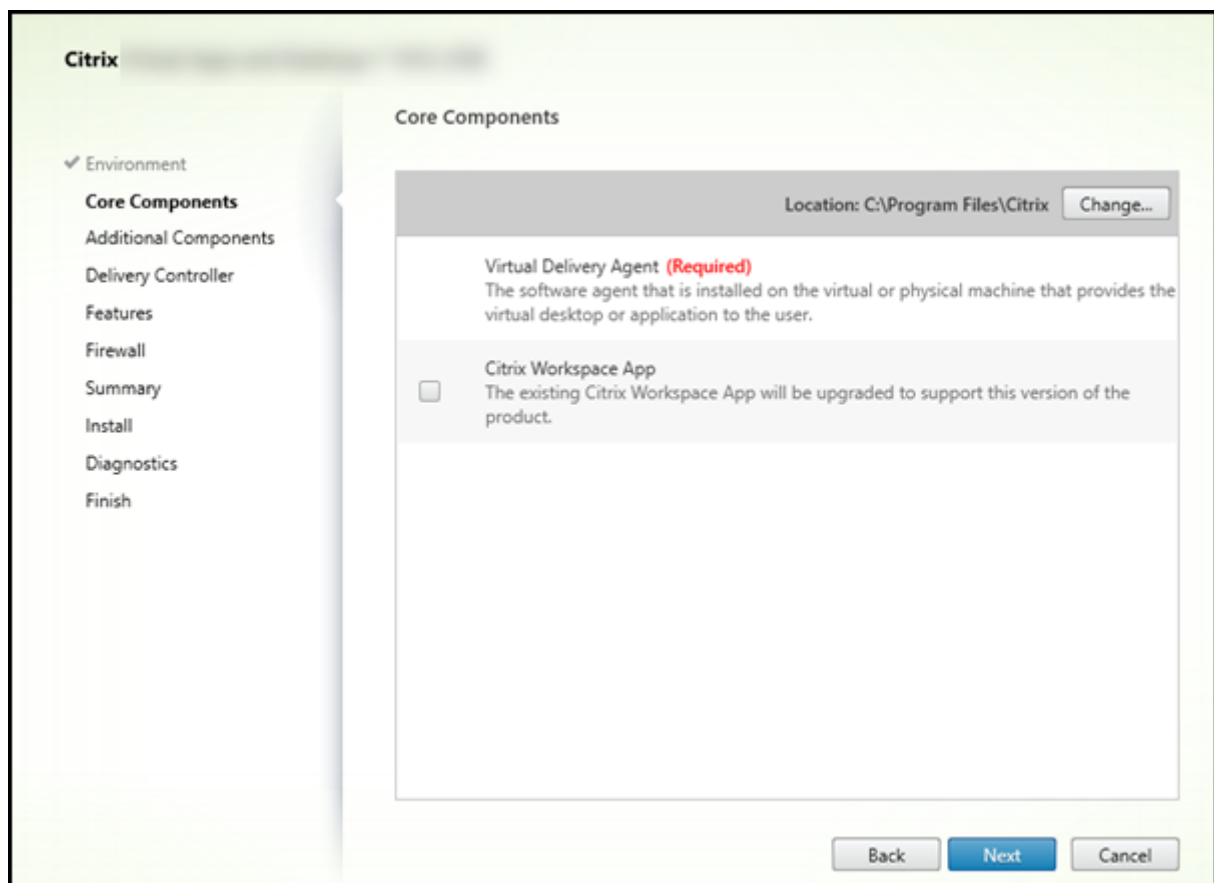 Citrix
Core Components
✔ Environment
Core Components
Additional Components
Delivery Controller
Features
Firewall
Summary
Install
Diagnostics
Finish
Location: C:\Program Files\Citrix Change...
Virtual Delivery Agent (Required)
The software agent that is installed on the virtual or physical machine that provides the
virtual desktop or application to the user.
Citrix Workspace App
The existing Citrix Workspace App will be upgraded to support this version of the
product.
Back Next Cancel